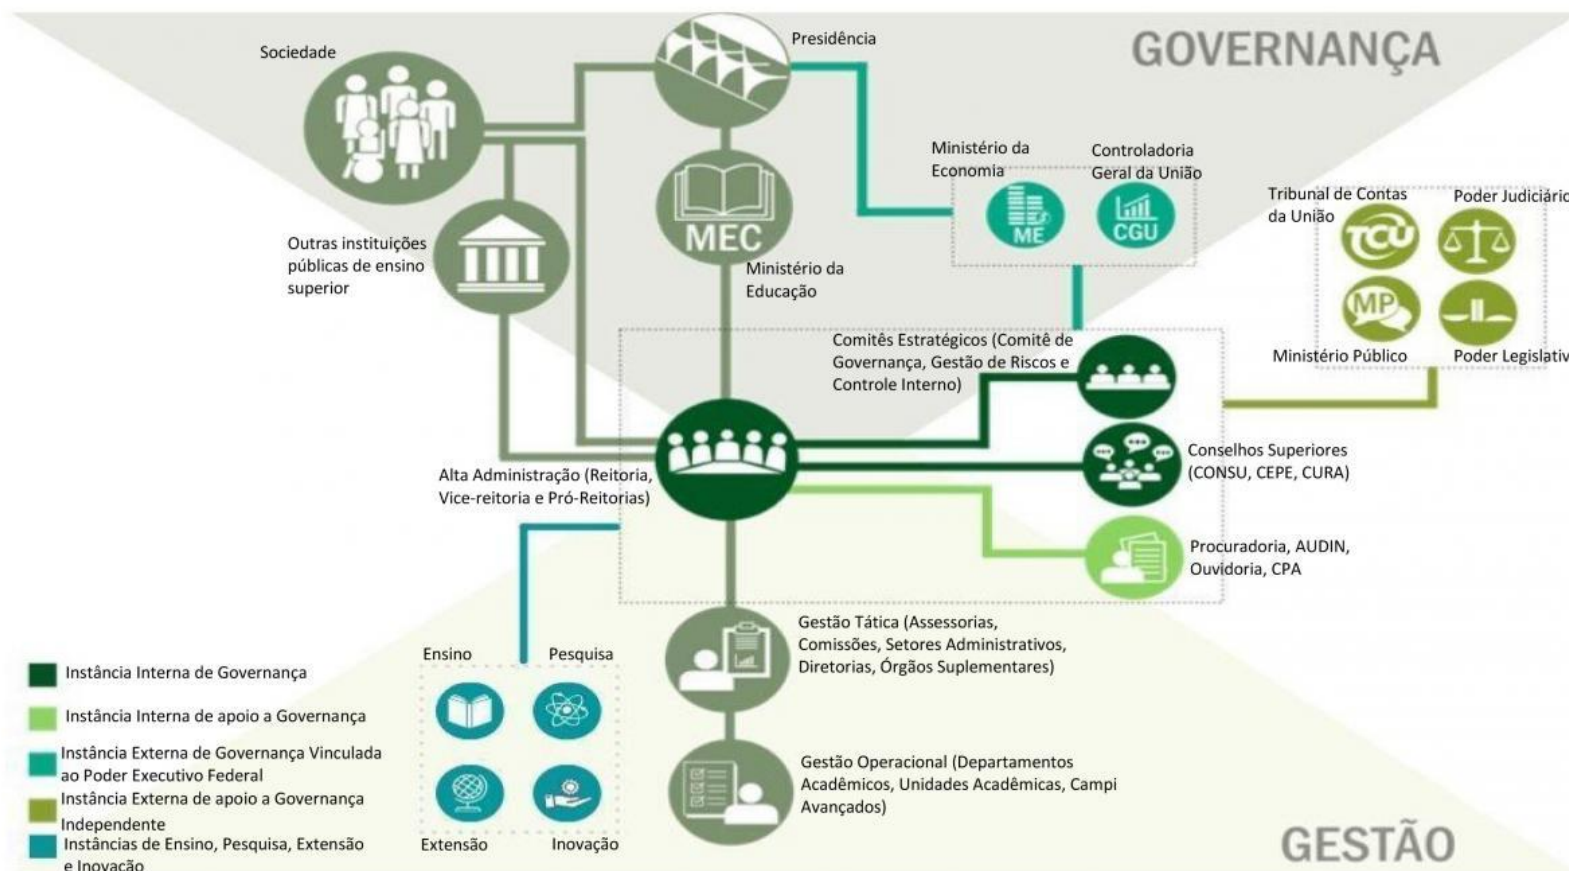 GOVERNANÇA
Presidência
Sociedade
Ministério da
Economia
Controladoria
Geral da União
MEC
ME
CGU
Tribunal de Contas
da União
Poder Judiciário
TCU
MP
Ministério Público
Poder Legislativ
Outras instituições
públicas de ensino
superior
Ministério da
Educação
Comitês Estratégicos (Comitê de
Governança, Gestão de Riscos e
Controle Interno)
Conselhos Superiores
(CONSU, CEPE, CURA)
Alta Administração (Reitoria,
Vice-reitoria e Pró-Reitorias)
Procuradoria, AUDIN,
Ouvidoria, CPA
Gestão Tática (Assessorias,
Comissões, Setores Administrativos,
Diretorias, Órgãos Suplementares)
Ensino
Pesquisa
Extensão
Inovação
Gestão Operacional (Departamentos
Acadêmicos, Unidades Acadêmicas, Campi
Avançados)
Instância Interna de Governança
Instância Interna de apoio a Governança
Instância Externa de Governança Vinculada
ao Poder Executivo Federal
Instância Externa de apoio a Governança
Independente
Instâncias de Ensino, Pesquisa, Extensão
e Inovação
GESTÃO